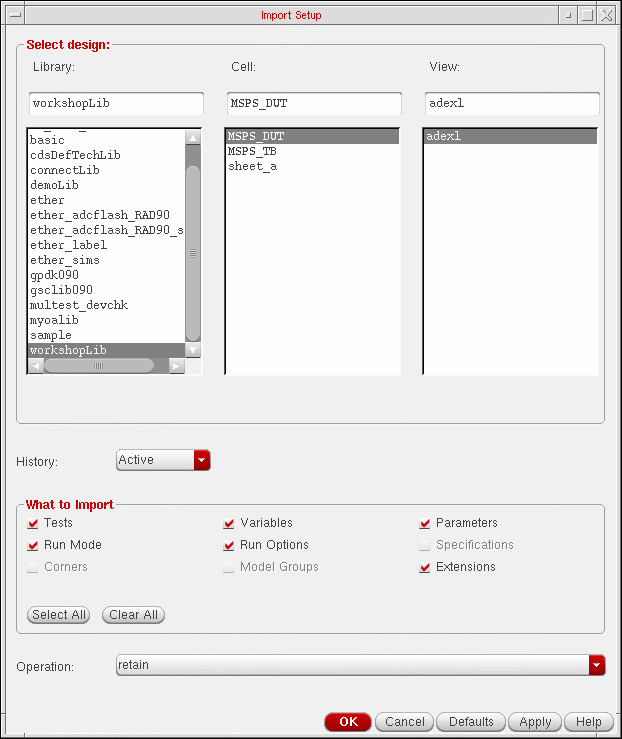 Import Setup
Select design:
Library: Cell: View:
workshopLib MSPS_DUT adexl
basic MSPS_DUT adexl
cdsDefTechLib MSPS_TB
connectLib sheet_a
demoLib
ether
ether_adcflash_RAD90
ether_adcflash_RAD90_s
ether_label
ether_sims
gpdk090
gsclib090
multest_devchk
myoalib
sample
workshopLib
History: Active
What to Import
Tests Variables Parameters
Run Mode Run Options Specifications
Corners Model Groups Extensions
Select All Clear All
Operation: retain
OK Cancel Defaults Apply Help